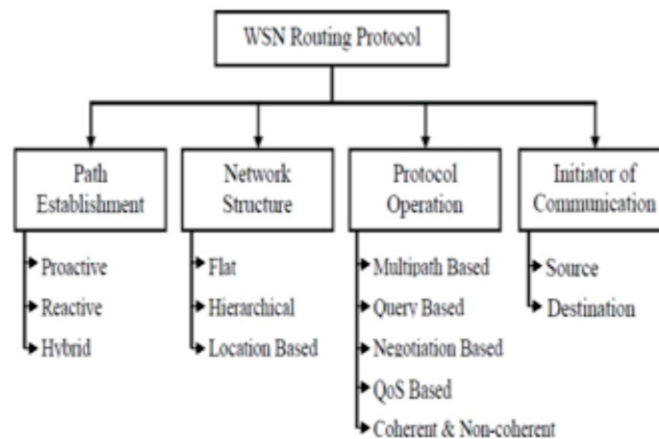 WSN Routing Protocol
Path
Establishment
Proactive
Reactive
Hybrid
Network
Structure
Flat
Hierarchical
Location Based
Protocol
Operation
Multipath Based
Query Based
Negotiation Based
QoS Based
Coherent & Non-coherent
Initiator of
Communication
Source
Destination